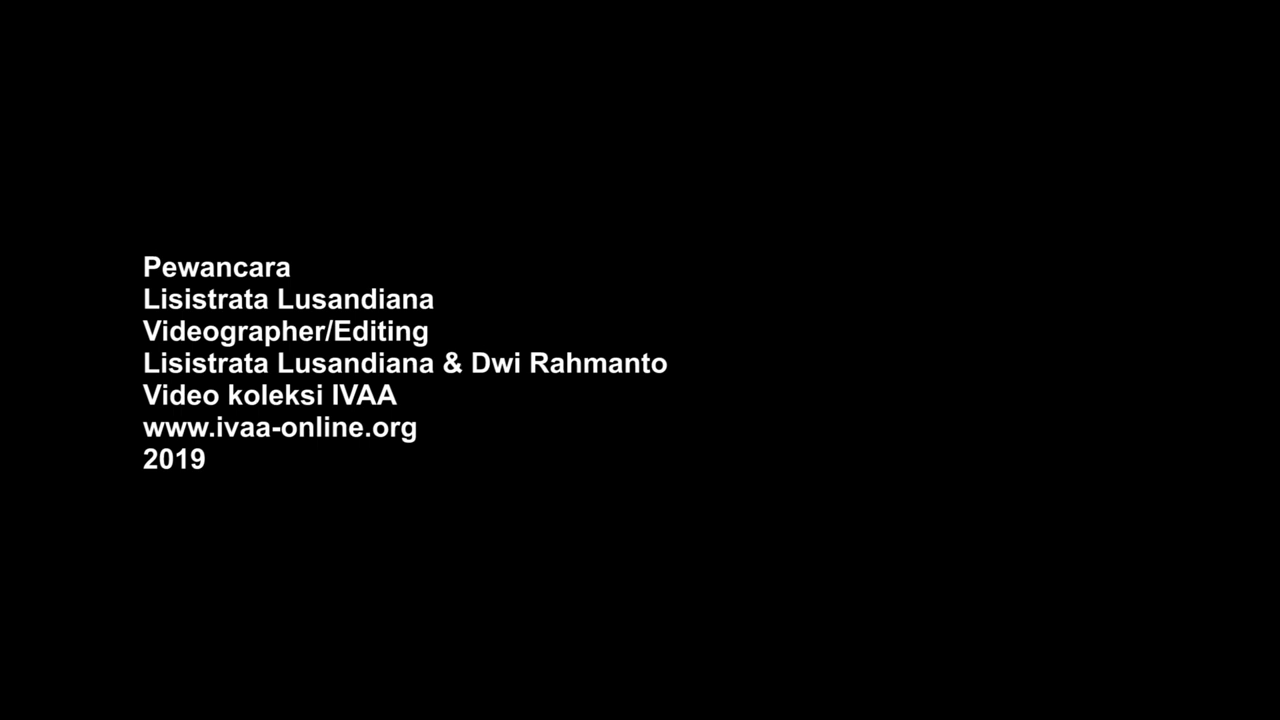 Pewancara
Lisistrata Lusandiana
Videographer/Editing
Lisistrata Lusandiana & Dwi Rahmanto
Video koleksi IVAA
www.ivaa-online.org
2019